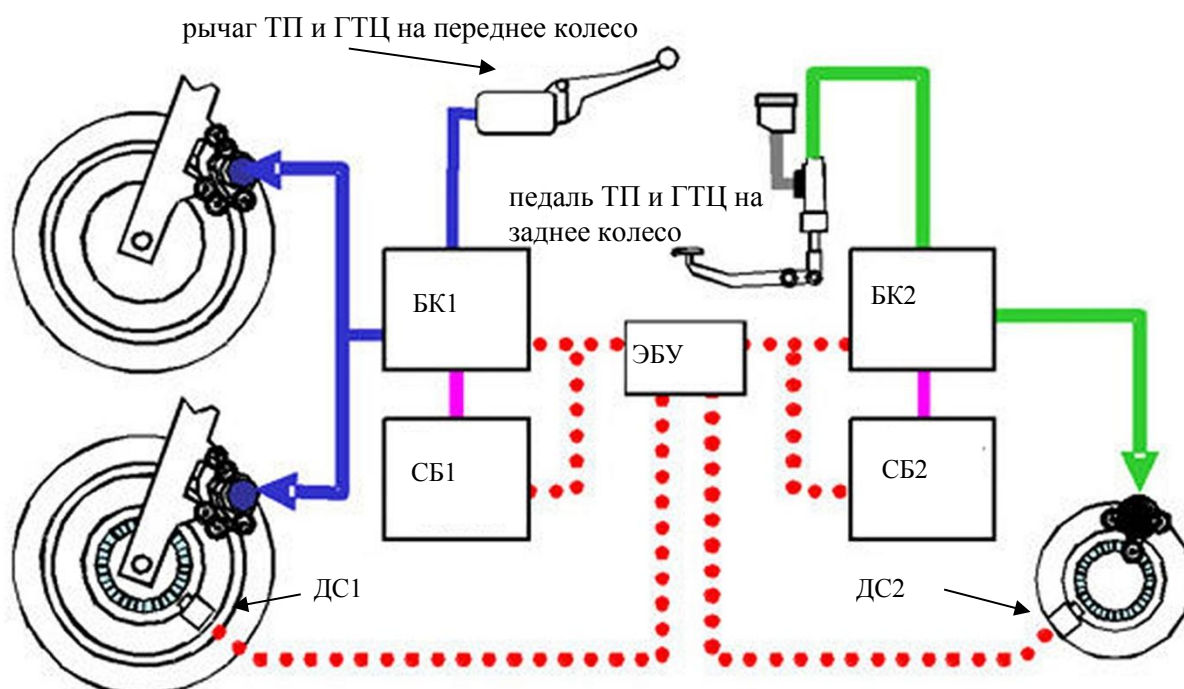 рычаг ТП и ГТЦ на переднее колесо
педаль ТП и ГТЦ на
заднее колесо
БК1
БК2
ЭБУ
СБ1
СБ2
ДС1
ДС2